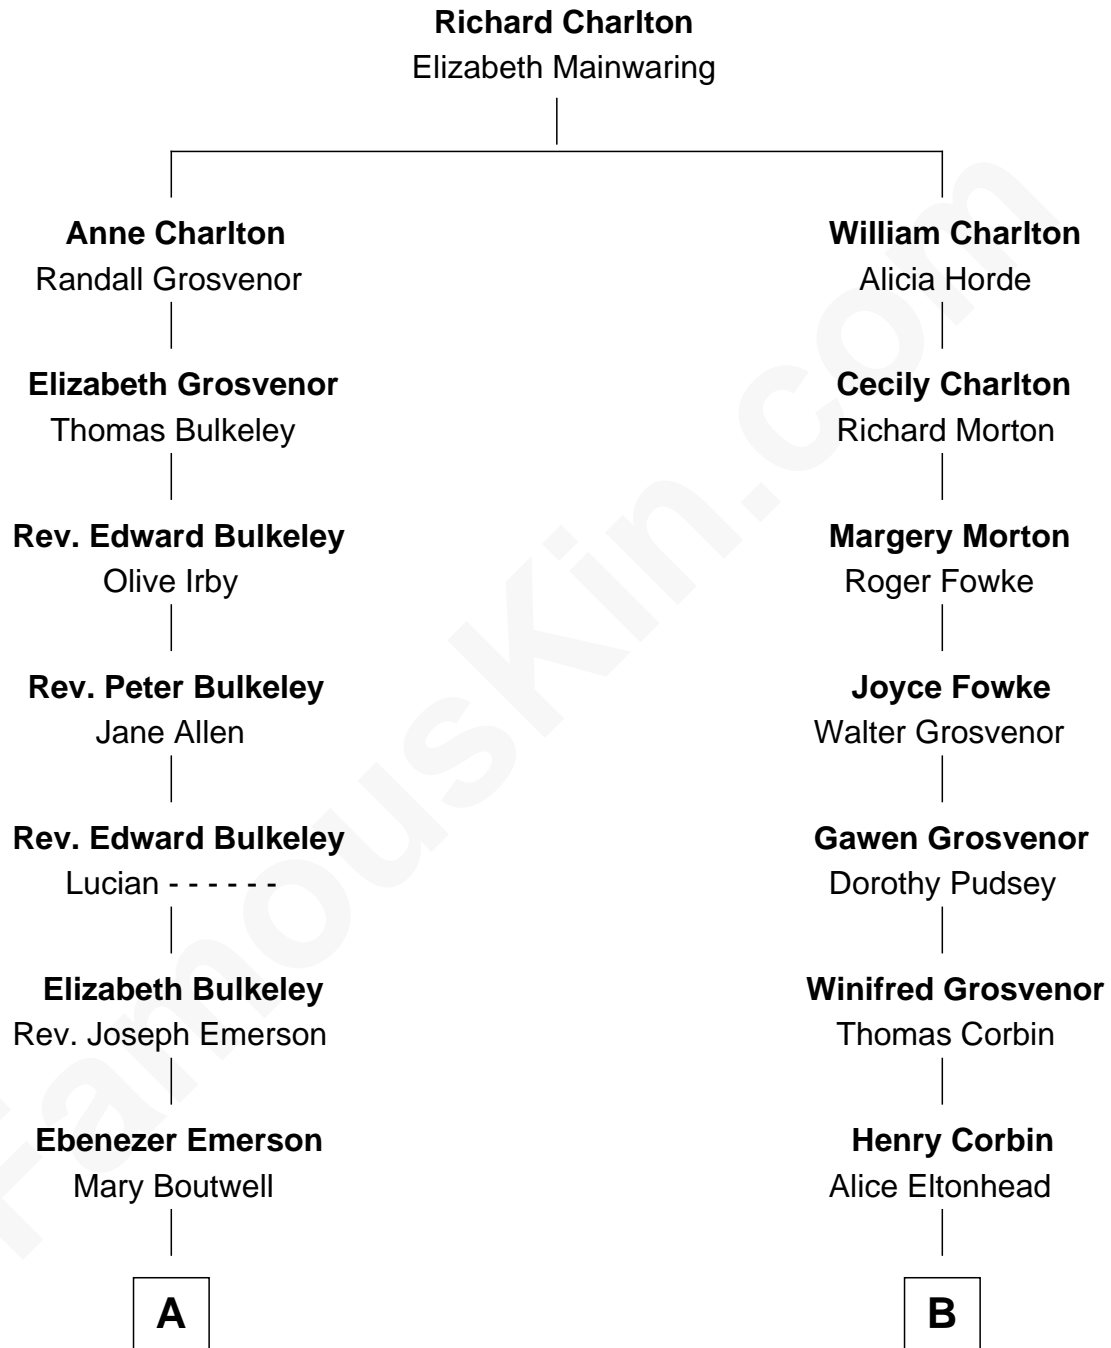 Richard Charlton
Elizabeth Mainwaring
Anne Charlton
Randall Grosvenor
William Charlton
Alicia Horde
Elizabeth Grosvenor
Thomas Bulkeley
Cecily Charlton
Richard Morton
Rev. Edward Bulkeley
Olive Irby
Margery Morton
Roger Fowke
Rev. Peter Bulkeley
Jane Allen
Joyce Fowke
Walter Grosvenor
Rev. Edward Bulkeley
Lucian - - - - - -
Gawen Grosvenor
Dorothy Pudsey
Elizabeth Bulkeley
Rev. Joseph Emerson
Winifred Grosvenor
Thomas Corbin
Ebenezer Emerson
Mary Boutwell
Henry Corbin
Alice Eltonhead
A
B
FamousKin.com